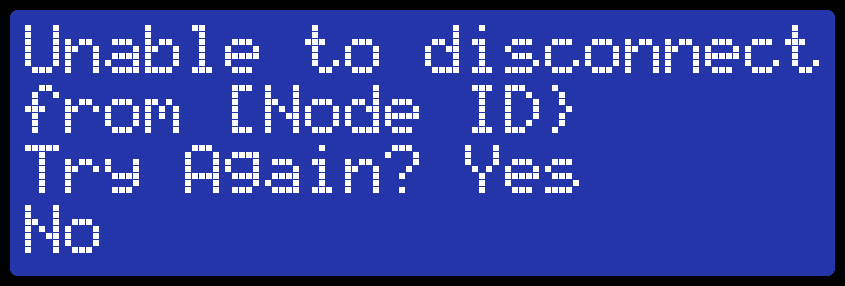 Unable to disconnect
from [Node ID)
Try Again? Yes
No